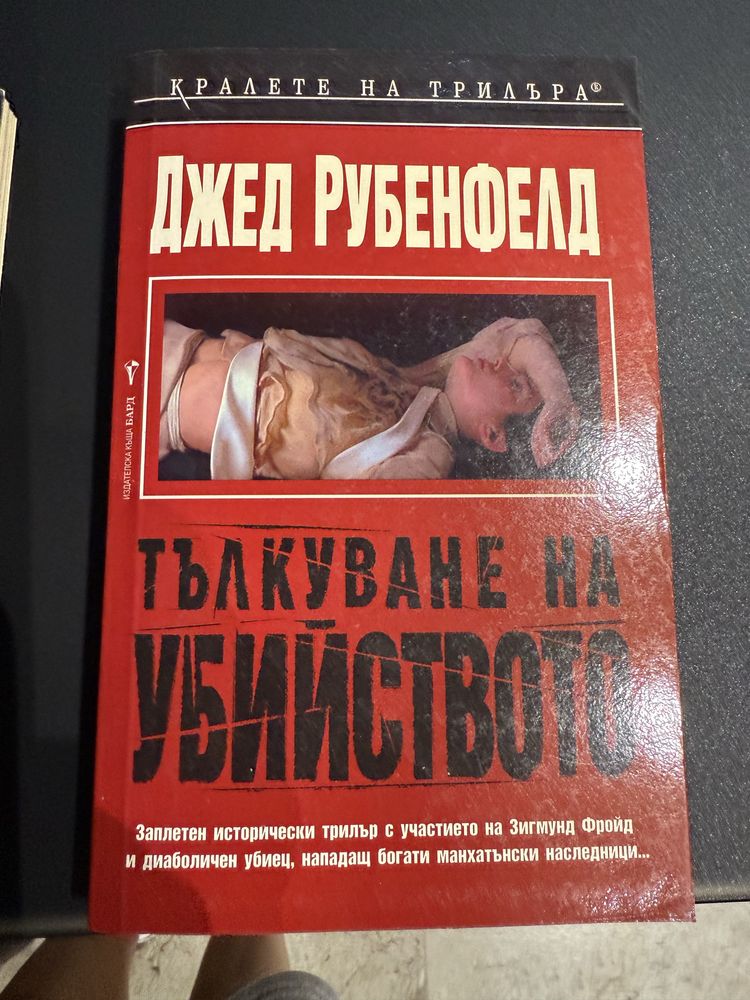 КРАЛЕТЕ НА ТРИЛЪРА®
ДЖЕД РУБЕНФЕЛД
ИЗДАТЕЛСКА КЪЩА БАРД
ТЪЛКУВАНЕ НА
УБИЙСТВОТО
Заплетен исторически трилър с участието на Зигмунд Фройд
и диаболичен убиец, нападащ богати манхатънски наследници...